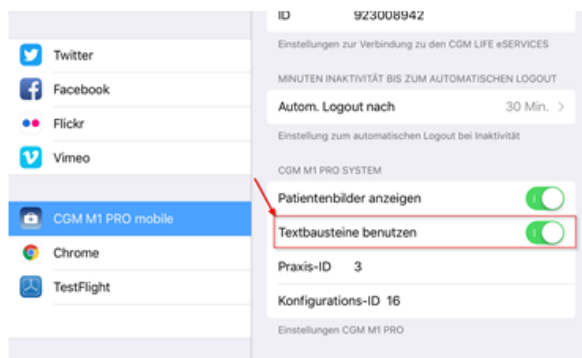 Twitter
Facebook
Flickr
Vimeo
CGM M1 PRO mobile
Chrome
TestFlight
ID 923008942
Einstellungen zur Verbindung zu den CGM LIFE eSERVICES
MINUTEN INAKTIVITÄT BIS ZUM AUTOMATISCHEN LOGOUT
Autom. Logout nach 30 Min.
Einstellung zum automatischen Logout bei Inaktivität
CGM M1 PRO SYSTEM
Patientenbilder anzeigen
Textbausteine benutzen
Praxis-ID 3
Konfigurations-ID 16
Einstellungen CGM M1 PRO